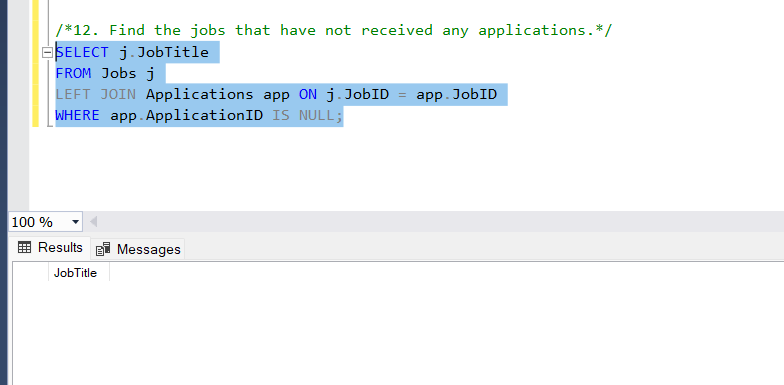 /*12. Find the jobs that have not received any applications.*/
SELECT j.JobTitle
FROM Jobs j
LEFT JOIN Applications app ON j.JobID = app.JobID
WHERE app.ApplicationID IS NULL;
100 %
Results Messages
JobTitle